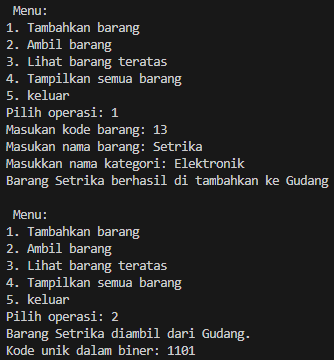 Menu:
1. Tambahkan barang
2. Ambil barang
3. Lihat barang teratas
4. Tampilkan semua barang
5. keluar
Pilih operasi: 1
Masukan kode barang: 13
Masukan nama barang: Setrika
Masukkan nama kategori: Elektronik
Barang Setrika berhasil di tambahkan ke Gudang
Menu:
1. Tambahkan barang
2. Ambil barang
3. Lihat barang teratas
4. Tampilkan semua barang
5. keluar
Pilih operasi: 2
Barang Setrika diambil dari Gudang.
Kode unik dalam biner: 1101